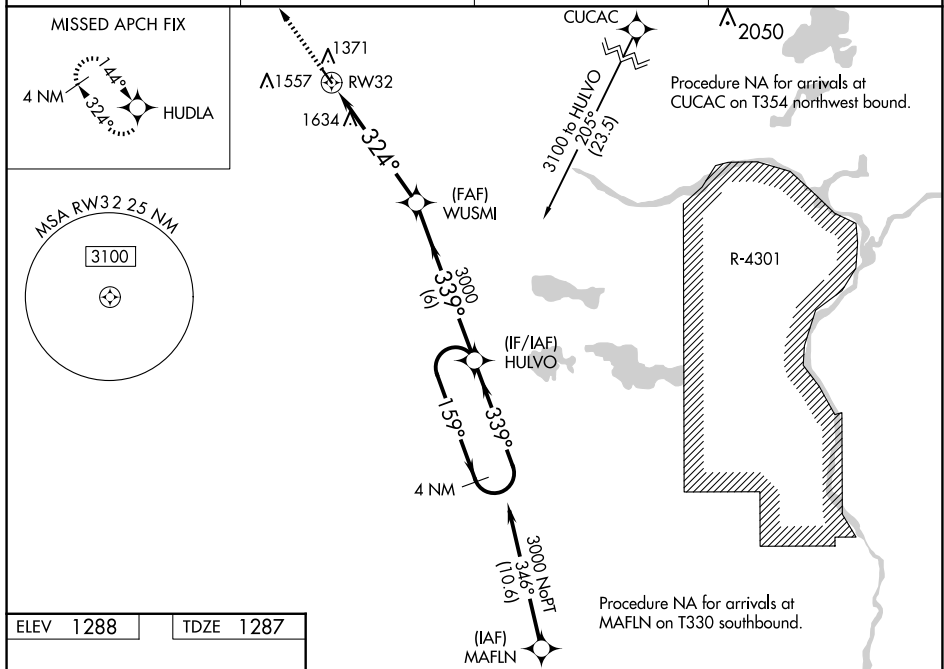 MISSED APCH FIX
4 NM
144°
324°
HUDLA
1371
1557
RW32
1634
324°
CUCAC
2050
Procedure NA for arrivals at
CUCAC on T354 northwest bound.
3100 to HULVO
205°
(23.5)
(FAF)
WUSMI
MSA RW32 25 NM
3100
R-4301
3000
339°
(6)
(IF/IAF)
HULVO
159°
339°
4 NM
3000 NoPT
346°
(10.6)
Procedure NA for arrivals at
MAFLN on T330 southbound.
(IAF)
MAFLN
ELEV 1288
TDZE 1287